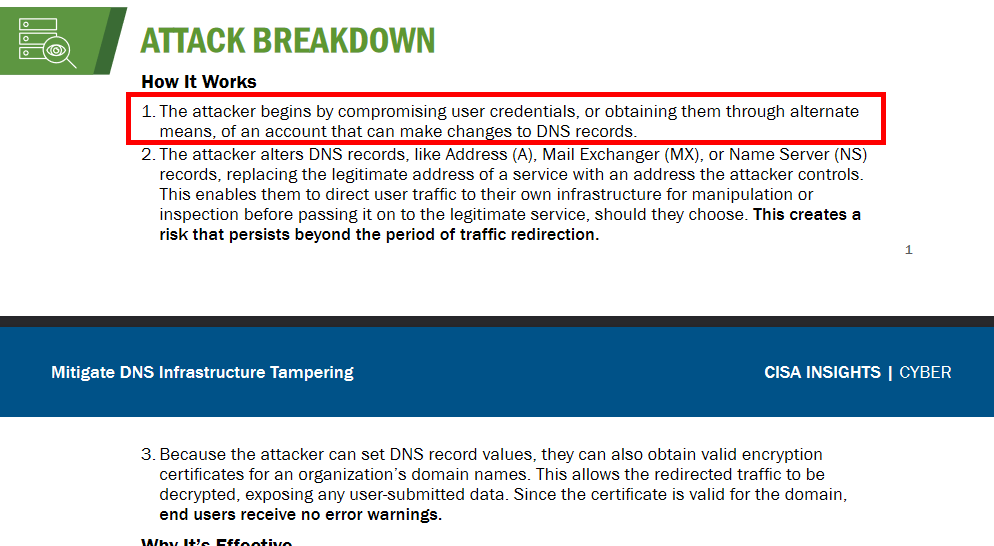 ATTACK BREAKDOWN
How It Works
1. The attacker begins by compromising user credentials, or obtaining them through alternate
means, of an account that can make changes to DNS records.
2. The attacker alters DNS records, like Address (A), Mail Exchanger (MX), or Name Server (NS)
records, replacing the legitimate address of a service with an address the attacker controls.
This enables them to direct user traffic to their own infrastructure for manipulation or
inspection before passing it on to the legitimate service, should they choose. This creates a
risk that persists beyond the period of traffic redirection.
1
Mitigate DNS Infrastructure Tampering
CISA INSIGHTS | CYBER
3. Because the attacker can set DNS record values, they can also obtain valid encryption
certificates for an organization's domain names. This allows the redirected traffic to be
decrypted, exposing any user-submitted data. Since the certificate is valid for the domain,
end users receive no error warnings.
Why It's Effective